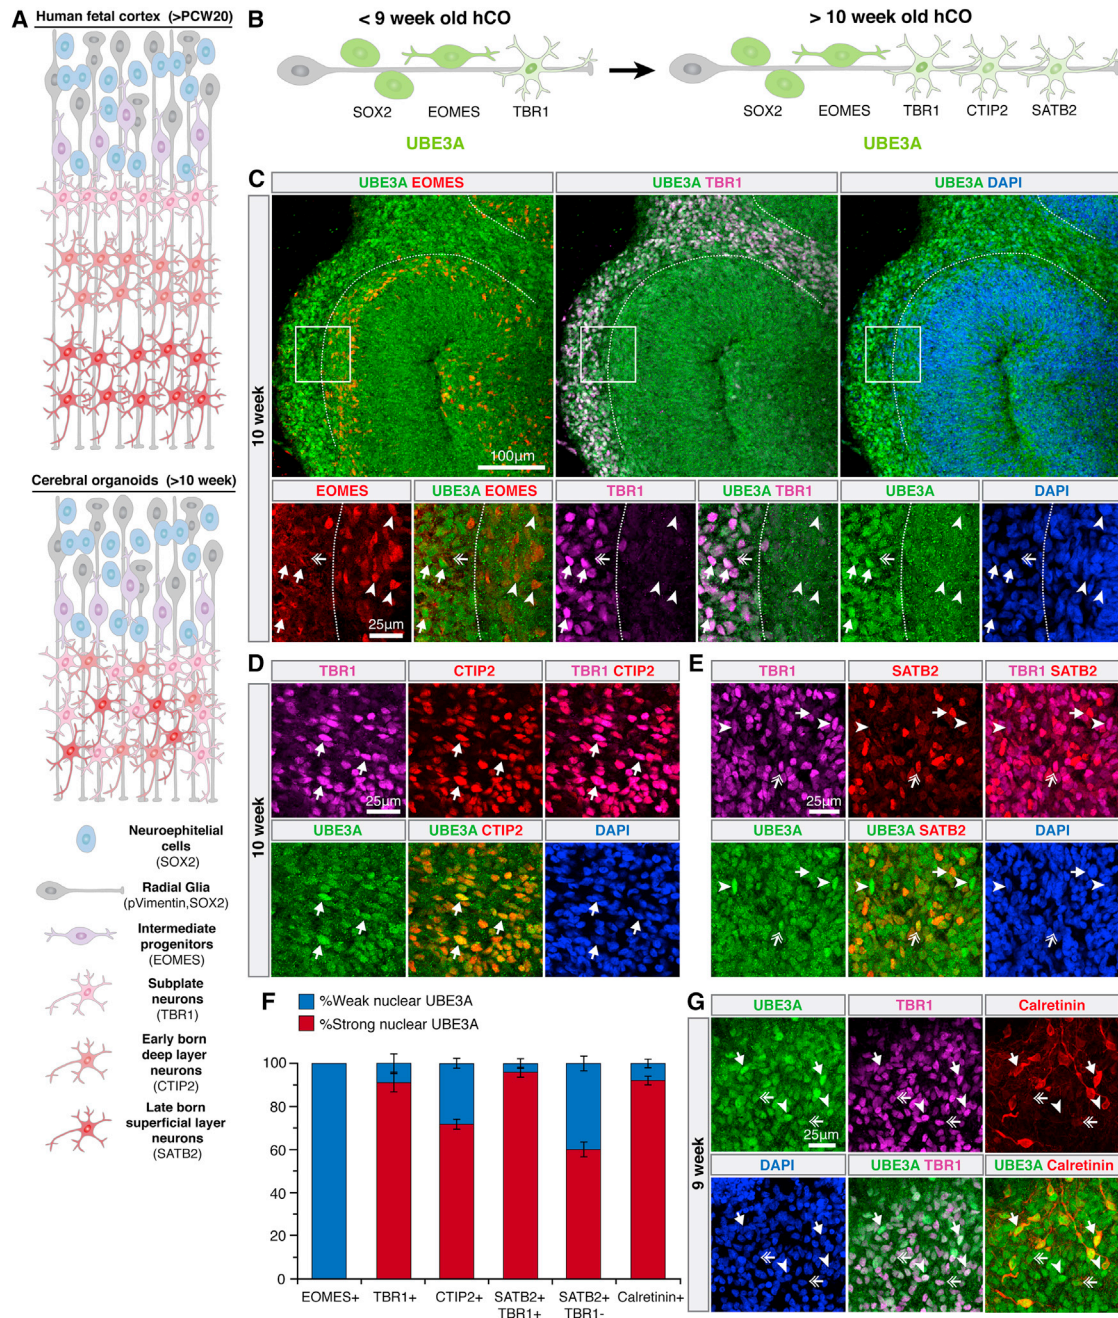 A
Human fetal cortex (>PCW20)
Cerebral organoids (>10 week)
Neuroephitelial
cells
(SOX2)
Radial Glia
(pVimentin,SOX2)
Intermediate
progenitors
(EOMES)
Subplate
neurons
(TBR1)
Early born
deep layer
neurons
(CTIP2)
Late born
superficial layer
neurons
(SATB2)
B
< 9 week old hCO
> 10 week old hCO
SOX2 EOMES TBR1
SOX2 EOMES TBR1 CTIP2 SATB2
UBE3A
UBE3A
C
UBE3A EOMES
UBE3A TBR1
UBE3A DAPI
10 week
100µm
EOMES
UBE3A EOMES
TBR1
UBE3A TBR1
UBE3A
DAPI
25µm
D
TBR1
CTIP2
TBR1 CTIP2
10 week
25µm
UBE3A
UBE3A CTIP2
DAPI
E
TBR1
SATB2
TBR1 SATB2
25µm
UBE3A
UBE3A SATB2
DAPI
F
%Weak nuclear UBE3A
%Strong nuclear UBE3A
100
80
60
40
20
0
EOMES+
TBR1+
CTIP2+
SATB2+
TBR1+
SATB2+
TBR1-
Calretinin+
G
UBE3A
TBR1
Calretinin
9 week
25µm
DAPI
UBE3A TBR1
UBE3A Calretinin